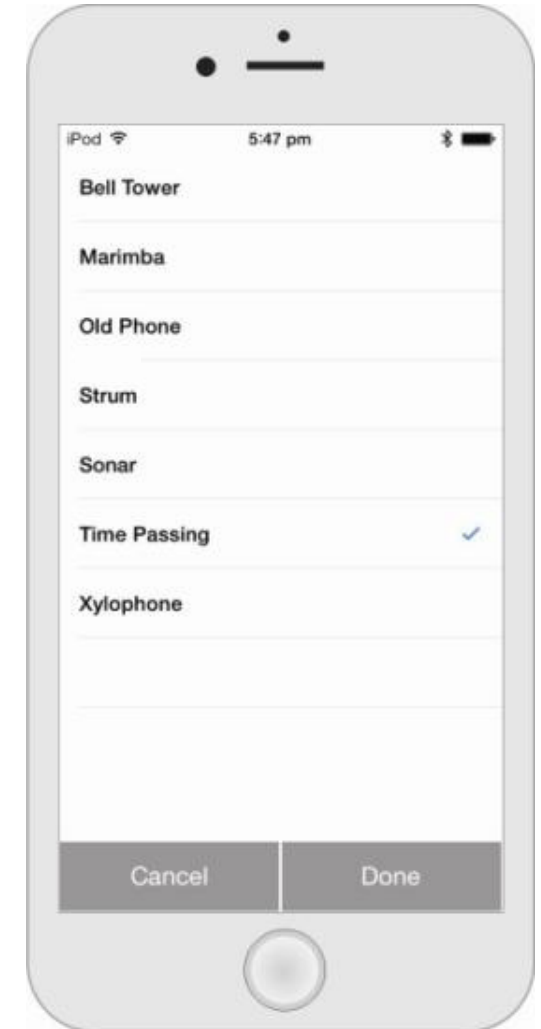 iPod 5:47 pm
Bell Tower
Marimba
Old Phone
Strum
Sonar
Time Passing
Xylophone
Cancel Done